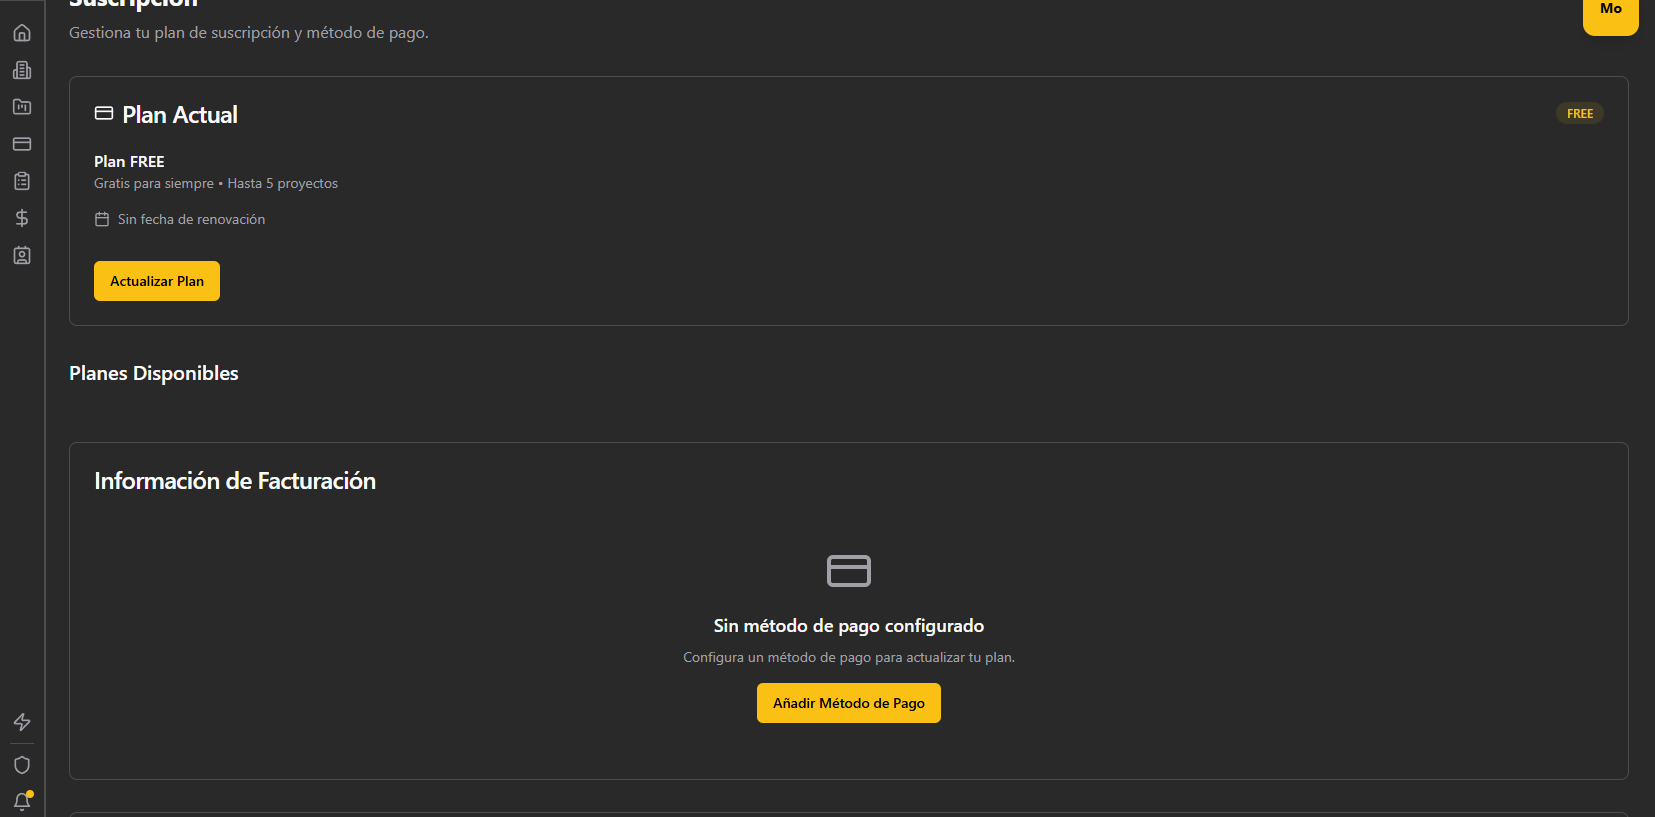 Suscripción
Mo
Gestiona tu plan de suscripción y método de pago.
Plan Actual
FREE
Plan FREE
Gratis para siempre • Hasta 5 proyectos
Sin fecha de renovación
Actualizar Plan
Planes Disponibles
Información de Facturación
Sin método de pago configurado
Configura un método de pago para actualizar tu plan.
Añadir Método de Pago